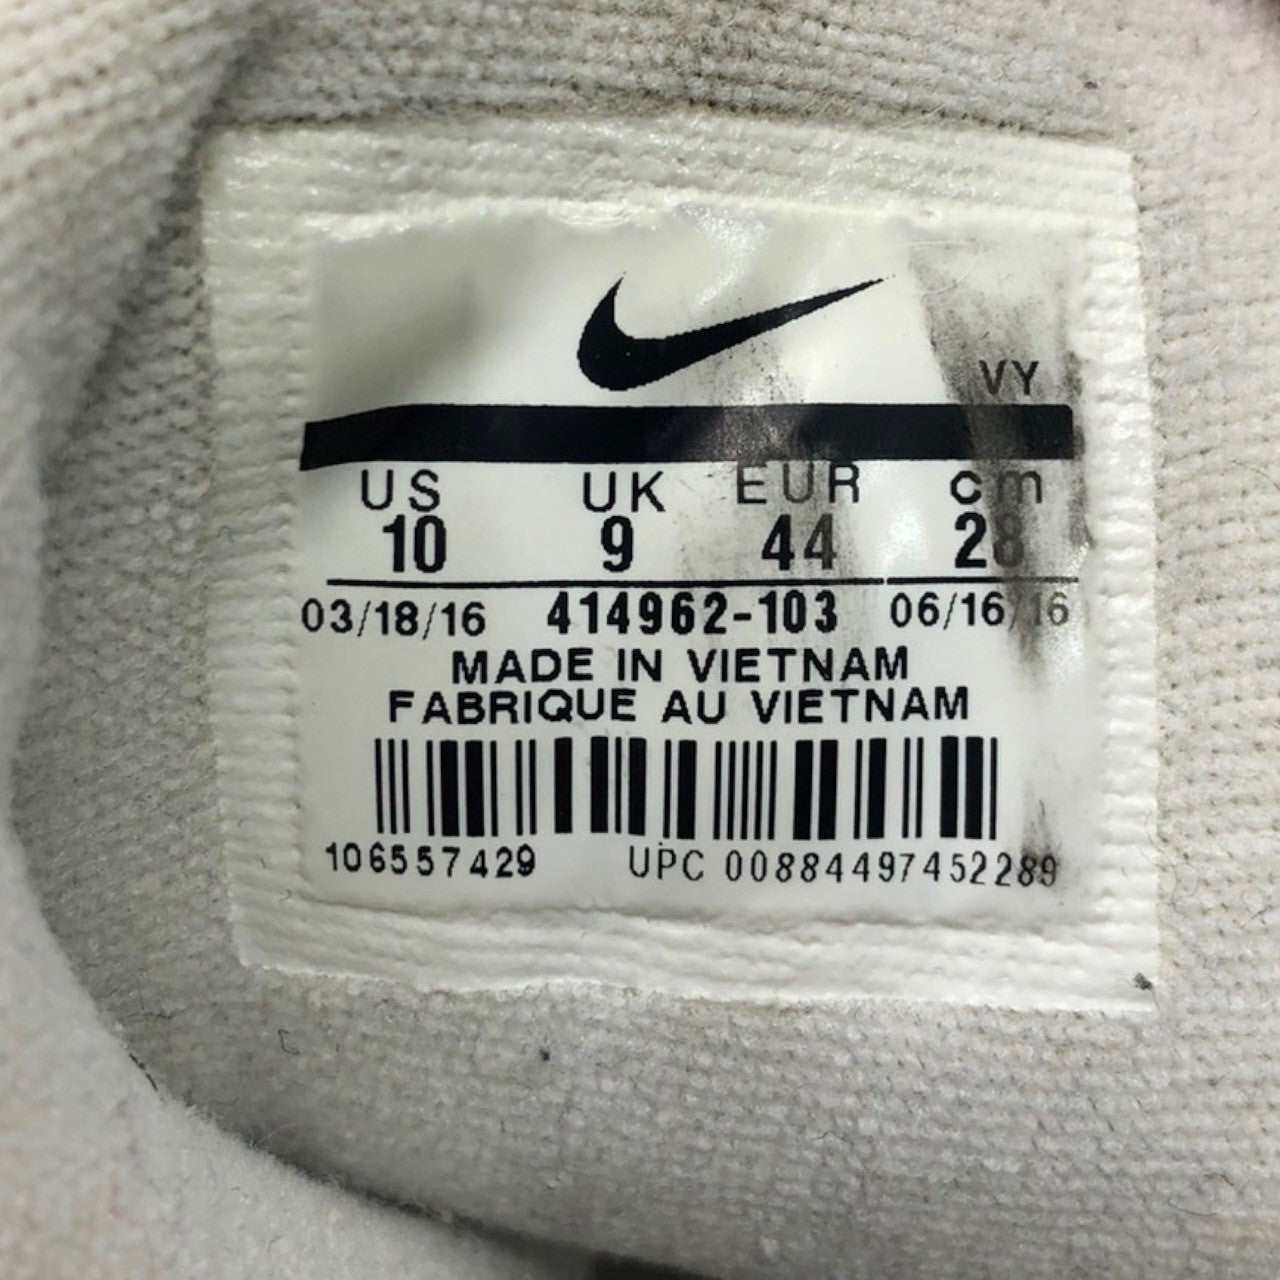 VY
US UK EUR cm
10 9 44 28
03/18/16 414962-103 06/16/16
MADE IN VIETNAM
FABRIQUE AU VIETNAM
106557429 UPC 00884497452289